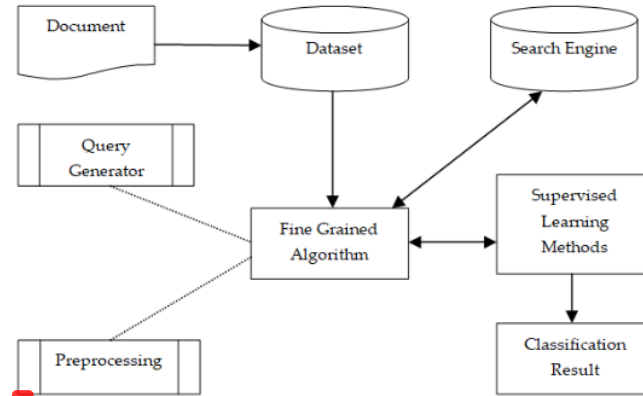 Document
Dataset
Search Engine
Query
Generator
Fine Grained
Algorithm
Supervised
Learning
Methods
Preprocessing
Classification
Result